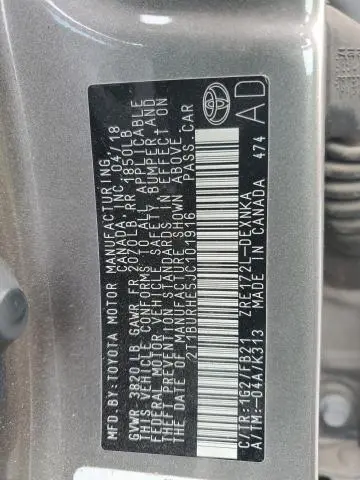 MFD.BY:TOYOTA MOTOR MANUFACTURING,
CANADA, INC. 04/18
GVWR 3820LB GAWR FR 2020LB RR 1850LB
THIS VEHICLE CONFORMS TO ALL APPLICABLE
FEDERAL MOTOR VEHICLE SAFETY, BUMPER, AND
THEFT PREVENTION STANDARDS IN EFFECT ON
THE DATE OF MANUFACTURE SHOWN ABOVE.
2T1BURHE5JC101916 PASS.CAR
C/TR:1G2/FB21 ZRE172L-DEXNKA
A/TM:-04A/K313 MADE IN CANADA 474
AD